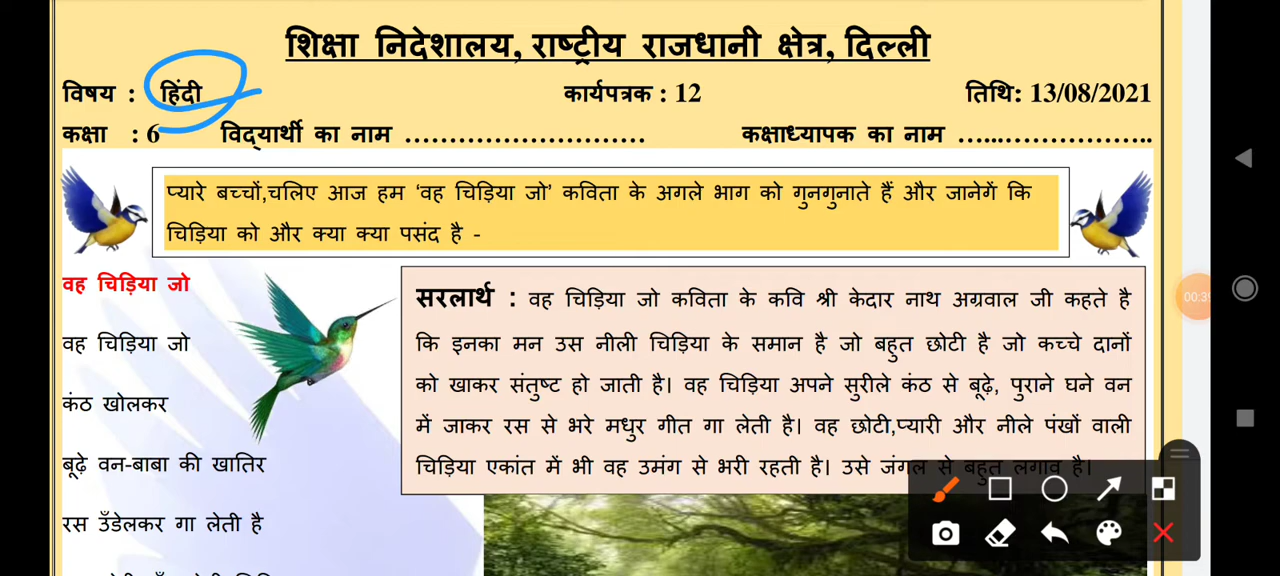 शिक्षा निदेशालय, राष्ट्रीय राजधानी क्षेत्र, दिल्ली
विषय : हिंदी कार्यपत्रक : 12 तिथि: 13/08/2021
कक्षा : 6 विद्यार्थी का नाम ........................... कक्षाध्यापक का नाम ........................
प्यारे बच्चों,चलिए आज हम ‘वह चिड़िया जो’ कविता के अगले भाग को गुनगुनाते हैं और जानेगें कि
चिड़िया को और क्या क्या पसंद है -
वह चिड़िया जो
वह चिड़िया जो
कंठ खोलकर
बूढ़े वन-बाबा की खातिर
रस उँडेलकर गा लेती है
सरलार्थ : वह चिड़िया जो कविता के कवि श्री केदार नाथ अग्रवाल जी कहते है
कि इनका मन उस नीली चिड़िया के समान है जो बहुत छोटी है जो कच्चे दानों
को खाकर संतुष्ट हो जाती है। वह चिड़िया अपने सुरीले कंठ से बूढ़े, पुराने घने वन
में जाकर रस से भरे मधुर गीत गा लेती है। वह छोटी,प्यारी और नीले पंखों वाली
चिड़िया एकांत में भी वह उमंग से भरी रहती है। उसे जंगल से बहुत लगाव है।